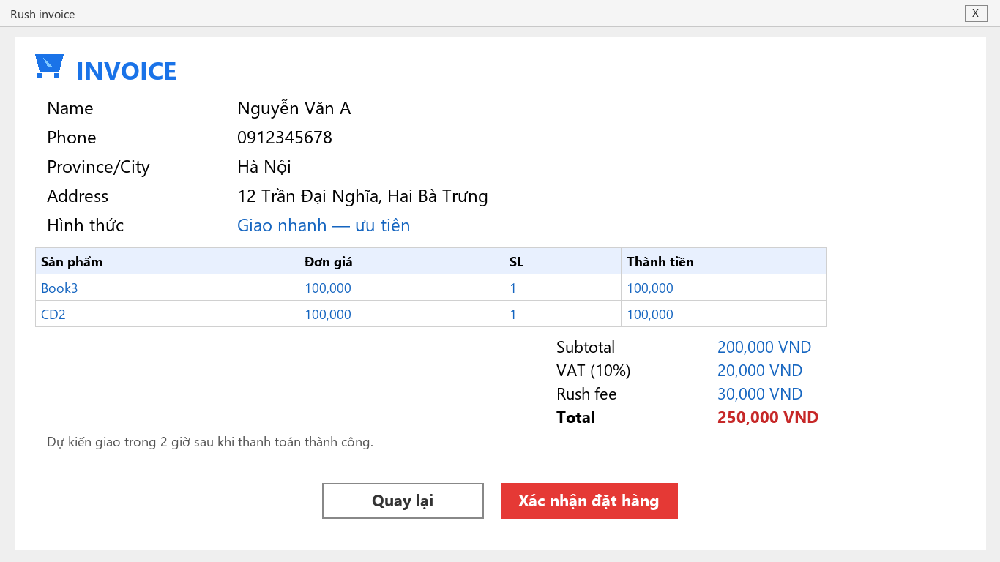 Rush invoice X
INVOICE
Name Nguyễn Văn A
Phone 0912345678
Province/City Hà Nội
Address 12 Trần Đại Nghĩa, Hai Bà Trưng
Hình thức Giao nhanh — ưu tiên
Sản phẩm Đơn giá SL Thành tiền
Book3 100,000 1 100,000
CD2 100,000 1 100,000
Subtotal 200,000 VND
VAT (10%) 20,000 VND
Rush fee 30,000 VND
Total 250,000 VND
Dự kiến giao trong 2 giờ sau khi thanh toán thành công.
Quay lại Xác nhận đặt hàng